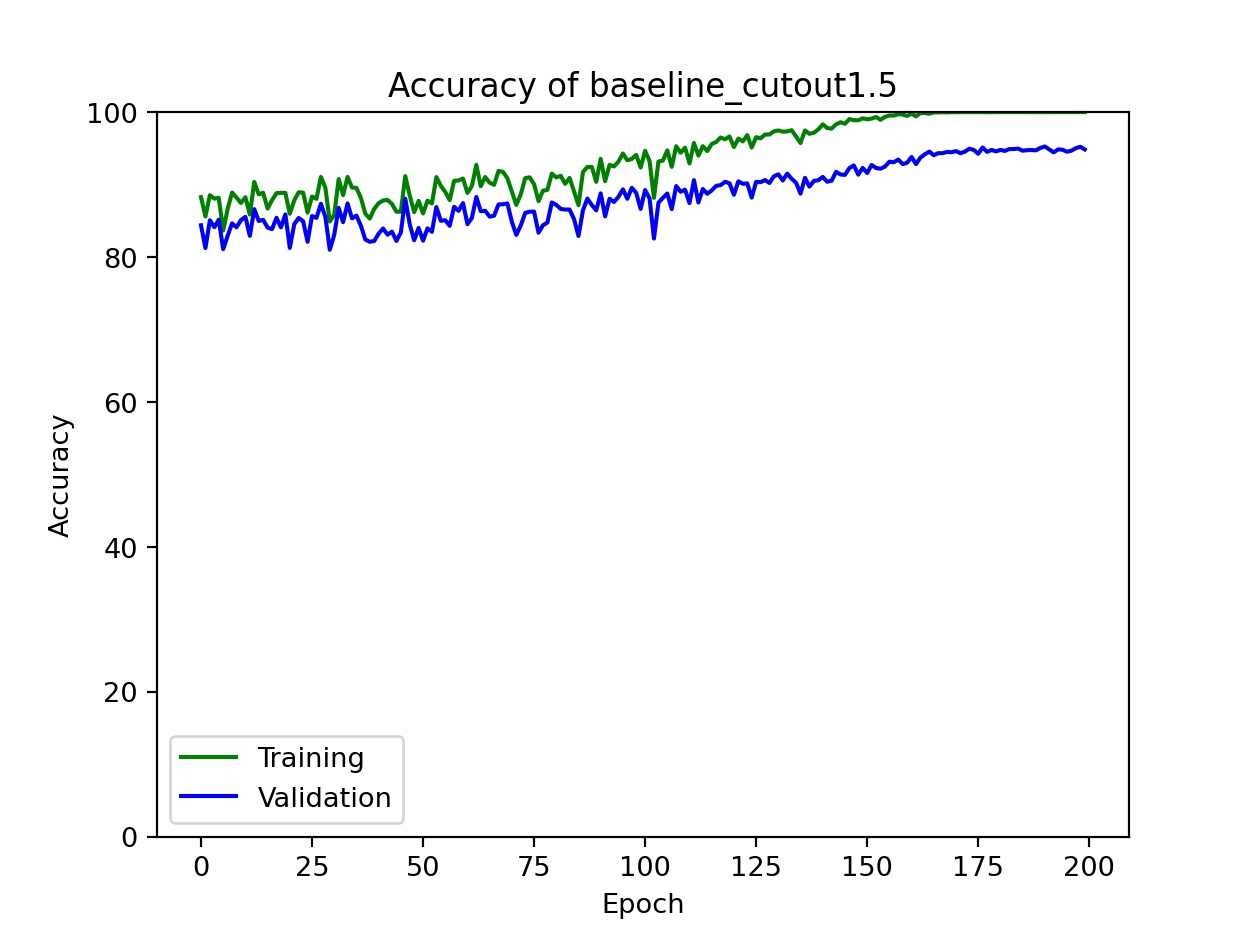 Accuracy of baseline_cutout1.5
100
80
60
40
20
0
Accuracy
Training
Validation
0 25 50 75 100 125 150 175 200
Epoch